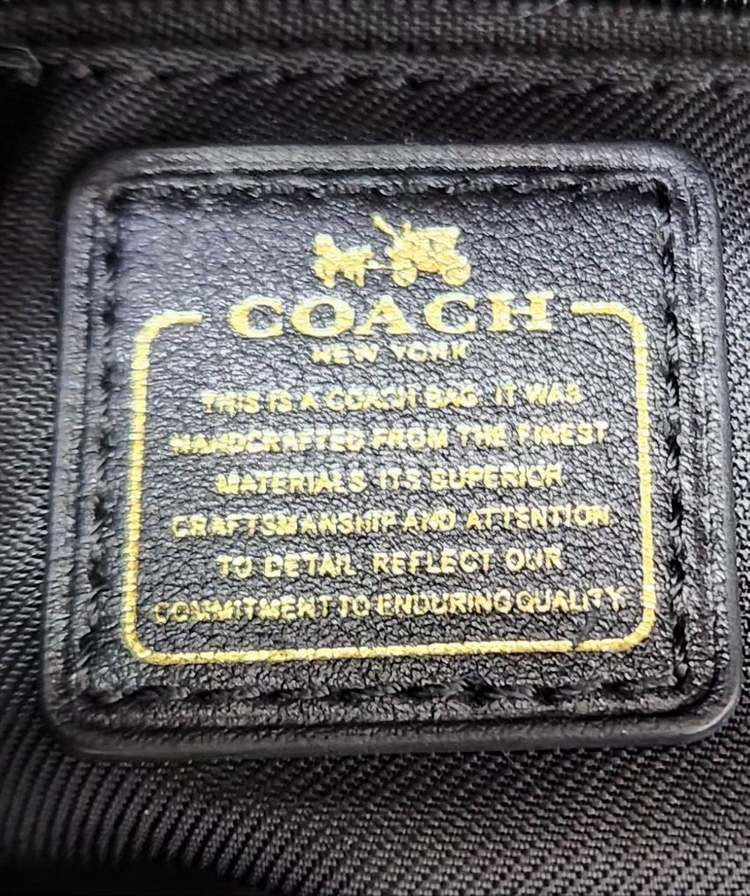 COACH
NEW YORK
THIS IS A COACH BAG. IT WAS
HANDCRAFTED FROM THE FINEST
MATERIALS ITS SUPERIOR
CRAFTSMANSHIP AND ATTENTION
TO DETAIL REFLECT OUR
COMMITMENT TO ENDURING QUALITY.